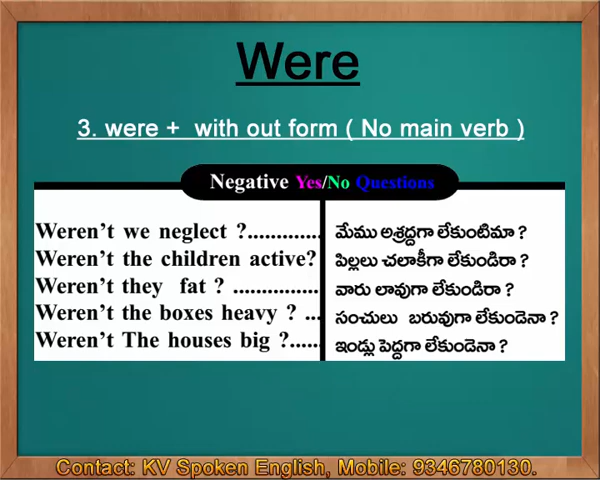 Were
3. were + with out form ( No main verb )
Negative Yes/No Questions
Weren’t we neglect ?............. మేము అశ్రద్దగా లేకుంటిమా ?
Weren’t the children active? పిల్లలు చలాకీగా లేకుండిరా ?
Weren’t they fat ? ................ వారు లావుగా లేకుండిరా ?
Weren’t the boxes heavy ? ... సంచులు బరువుగా లేకుండెనా ?
Weren’t The houses big ?...... ఇండ్లు పెద్దగా లేకుండెనా ?
Contact: KV Spoken English, Mobile: 9346780130.